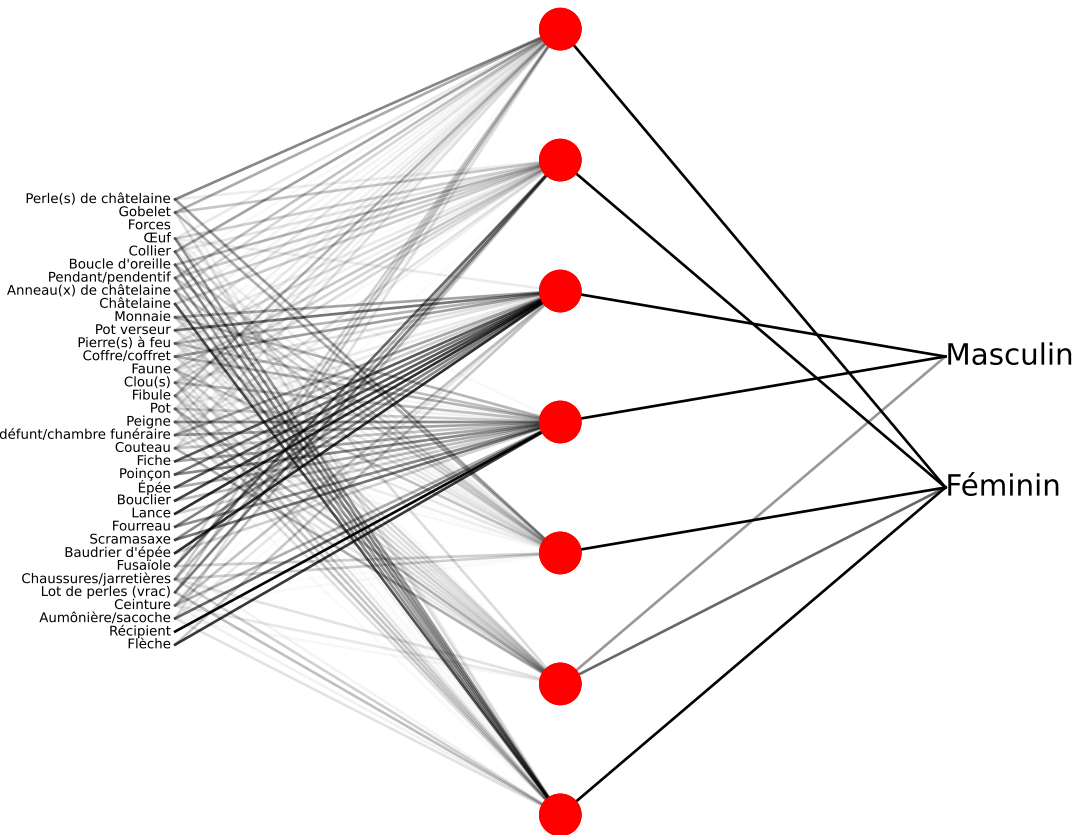 Perle(s) de châtelaine
Gobelet
Forces
Œuf
Collier
Boucle d'oreille
Pendant/pendentif
Anneau(x) de châtelaine
Châtelaine
Monnaie
Pot verseur
Pierre(s) à feu
Coffre/coffret
Faune
Clou(s)
Fibule
Pot
Peigne
défunt/chambre funéraire
Couteau
Fiche
Poinçon
Épée
Bouclier
Lance
Fourreau
Scramasaxe
Baudrier d'épée
Fusaïole
Chaussures/jarretières
Lot de perles (vrac)
Ceinture
Aumônière/sacoche
Récipient
Flèche
Masculin
Féminin